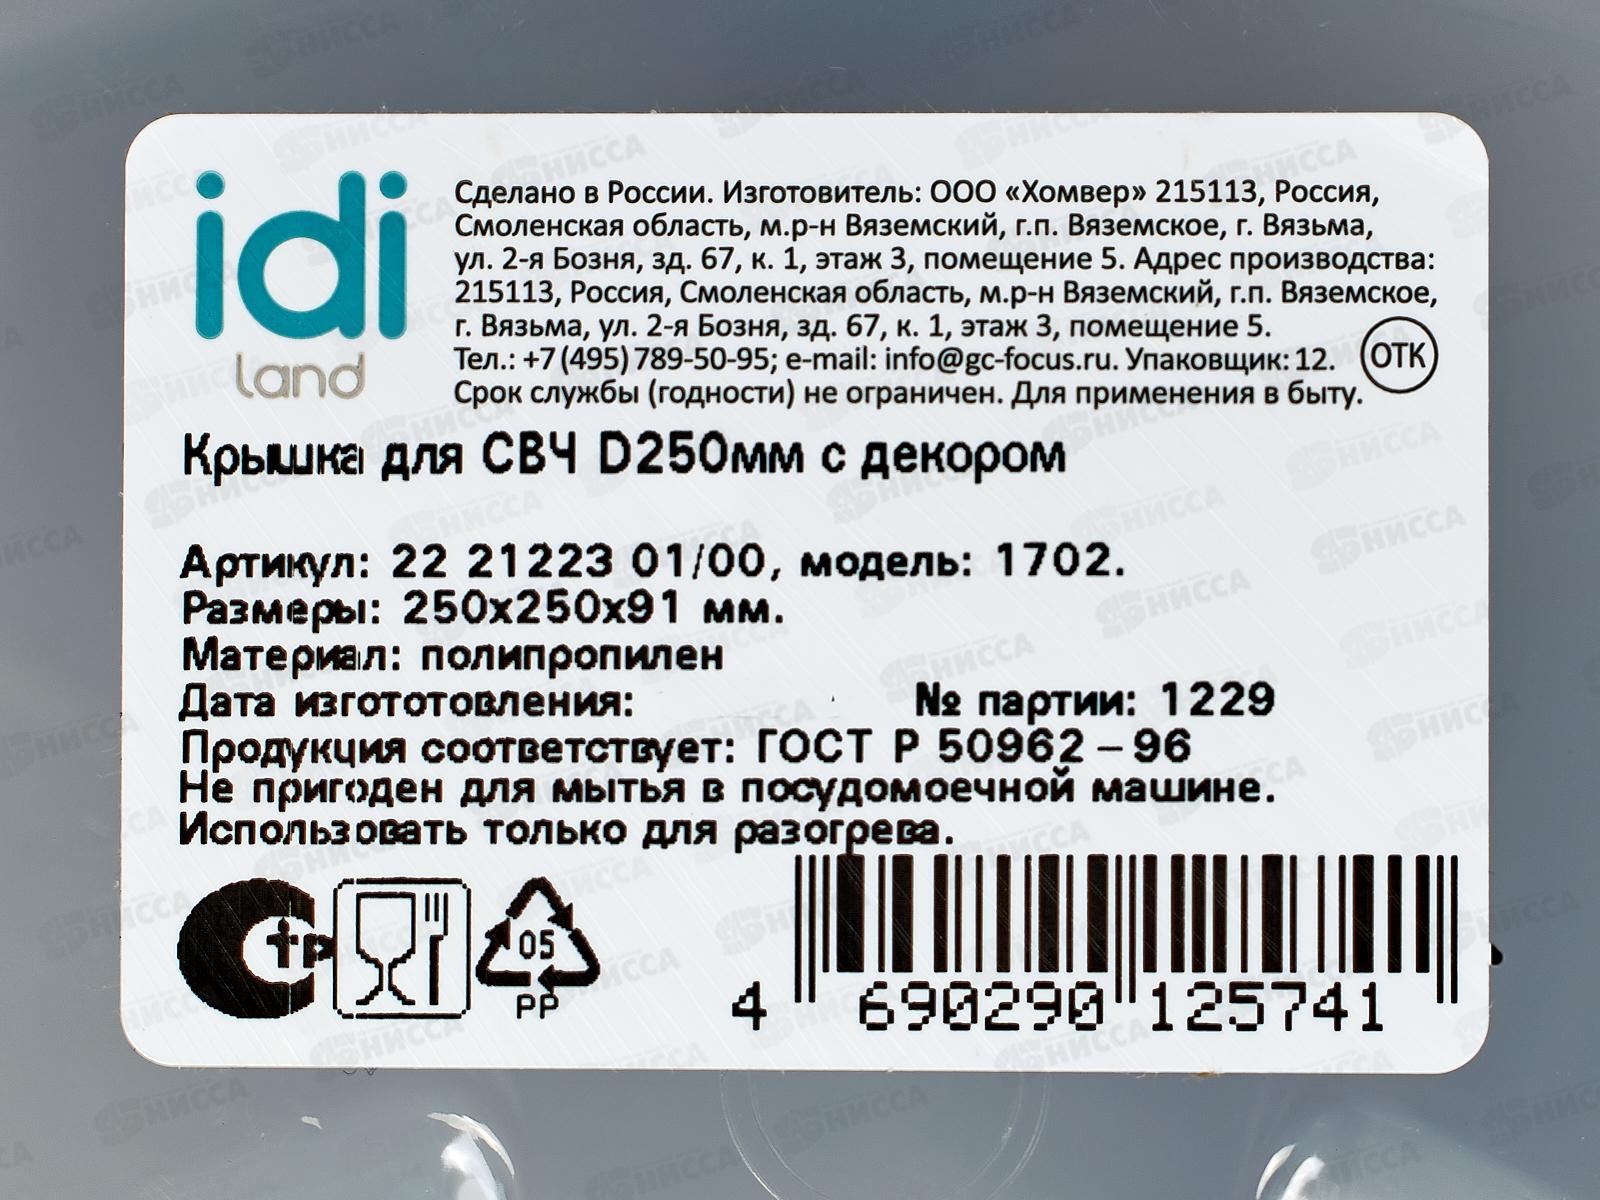 idi
land
Сделано в России. Изготовитель: ООО «Хомвер» 215113, Россия,
Смоленская область, м.р-н Вяземский, г.п. Вяземское, г. Вязьма,
ул. 2-я Бозня, зд. 67, к. 1, этаж 3, помещение 5. Адрес производства:
215113, Россия, Смоленская область, м.р-н Вяземский, г.п. Вяземское,
г. Вязьма, ул. 2-я Бозня, зд. 67, к. 1, этаж 3, помещение 5.
Тел.: +7 (495) 789-50-95; e-mail: info@gc-focus.ru. Упаковщик: 12.
Срок службы (годности) не ограничен. Для применения в быту.
ОТК
Крышка для СВЧ D250мм с декором
Артикул: 22 21223 01/00, модель: 1702.
Размеры: 250х250х91 мм.
Материал: полипропилен
Дата изгототовления: № партии: 1229
Продукция соответствует: ГОСТ Р 50962-96
Не пригоден для мытья в посудомоечной машине.
Использовать только для разогрева.
тр
05
PP
4 690290 125741
НИССА